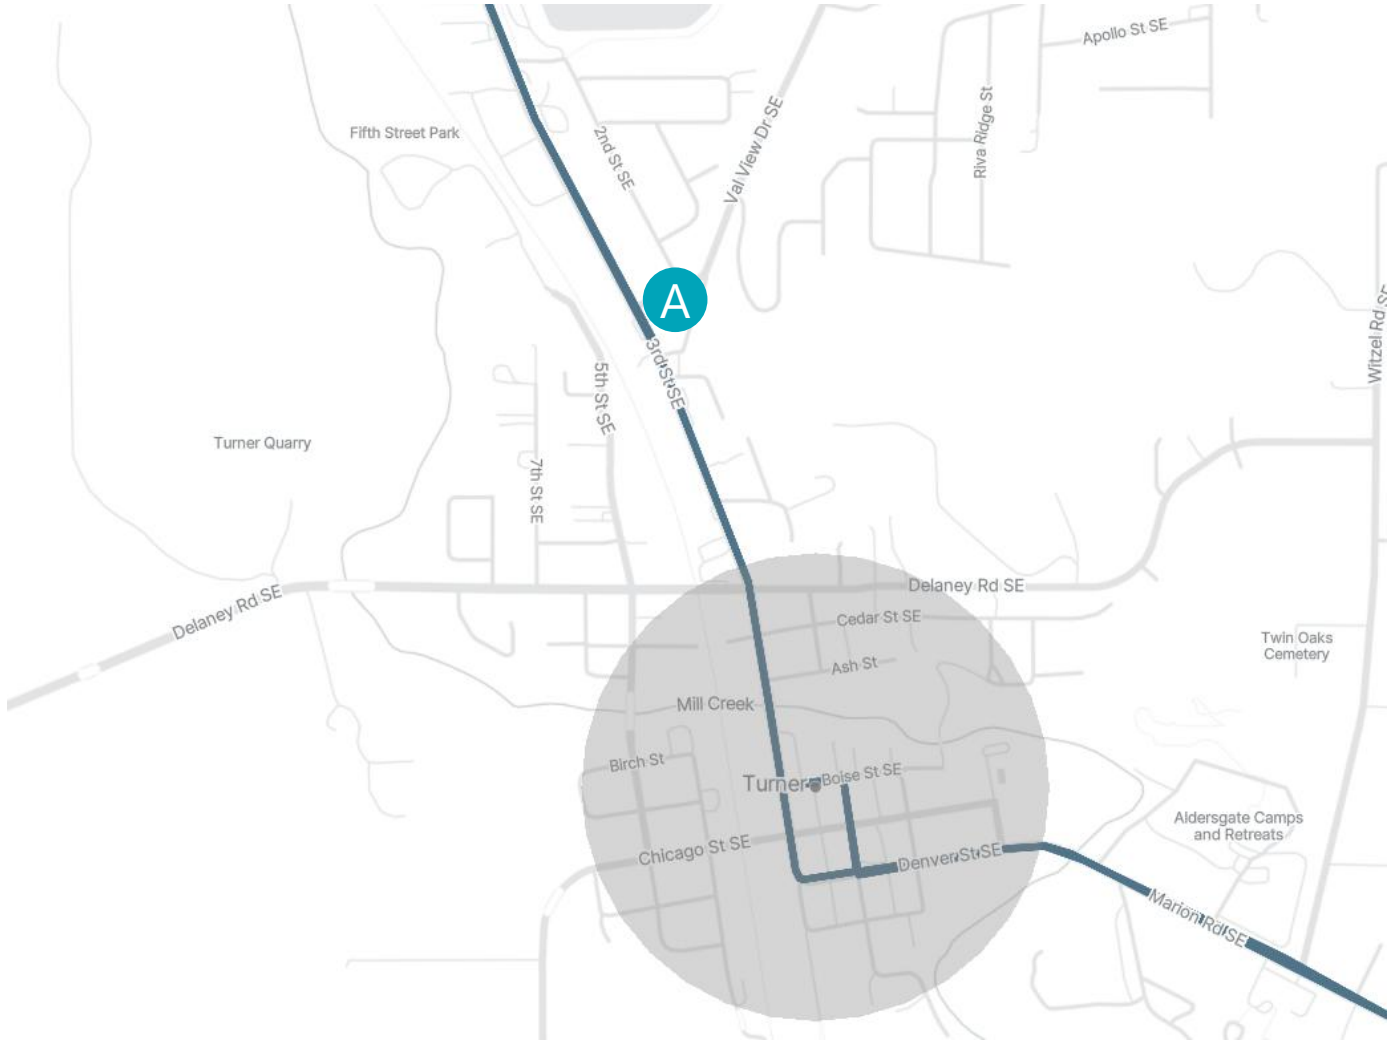 Apollo St SE
Fifth Street Park
2nd St SE
Val View Dr SE
Riva Ridge St
A
Witzel Rd SE
3rd St SE
5th St SE
Turner Quarry
7th St SE
Delaney Rd SE
Delaney Rd SE
Cedar St SE
Twin Oaks
Cemetery
Ash St
Mill Creek
Birch St
Turner
Boise St SE
Aldersgate Camps
and Retreats
Chicago St SE
Denver St SE
Marion Rd SE